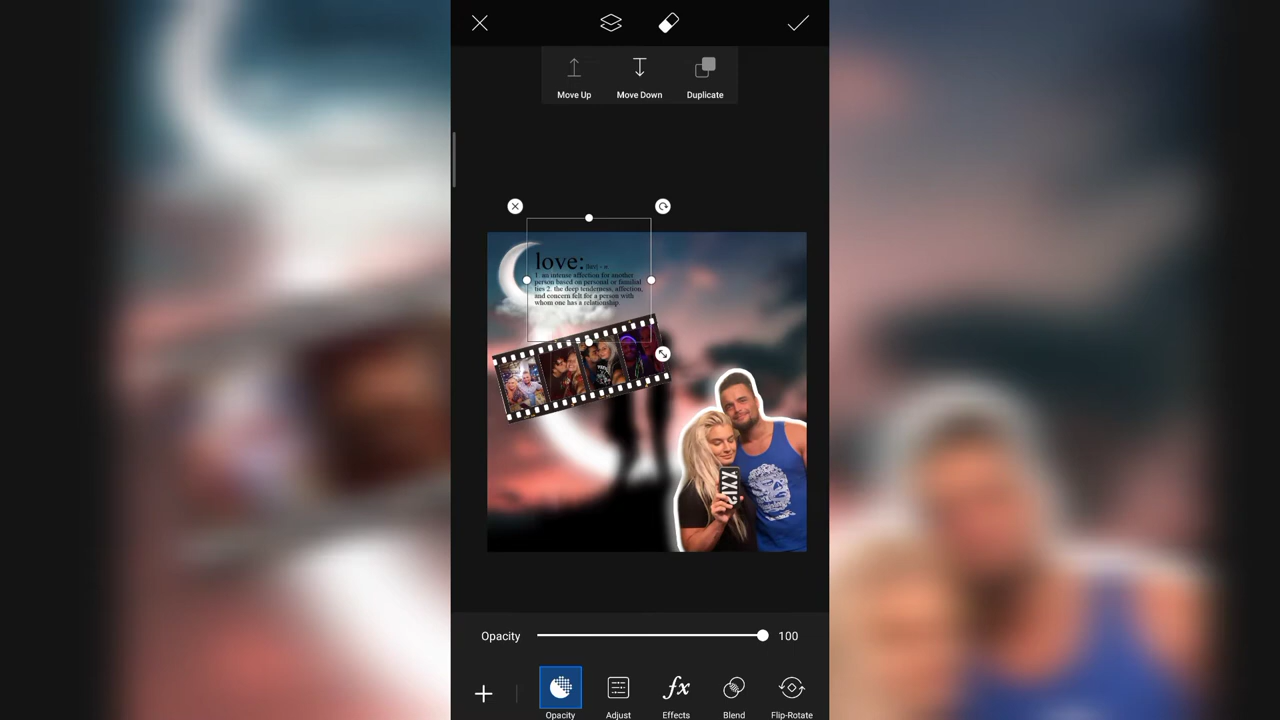 Move Up
Move Down
Duplicate
love:
1. an intense affection for another
person based on personal or familial
ties 2. the deep tenderness, affection,
and concern felt for a person with
whom one has a relationship
XXI
Opacity
100
Opacity
Adjust
fx
Effects
Blend
Flip-Rotate